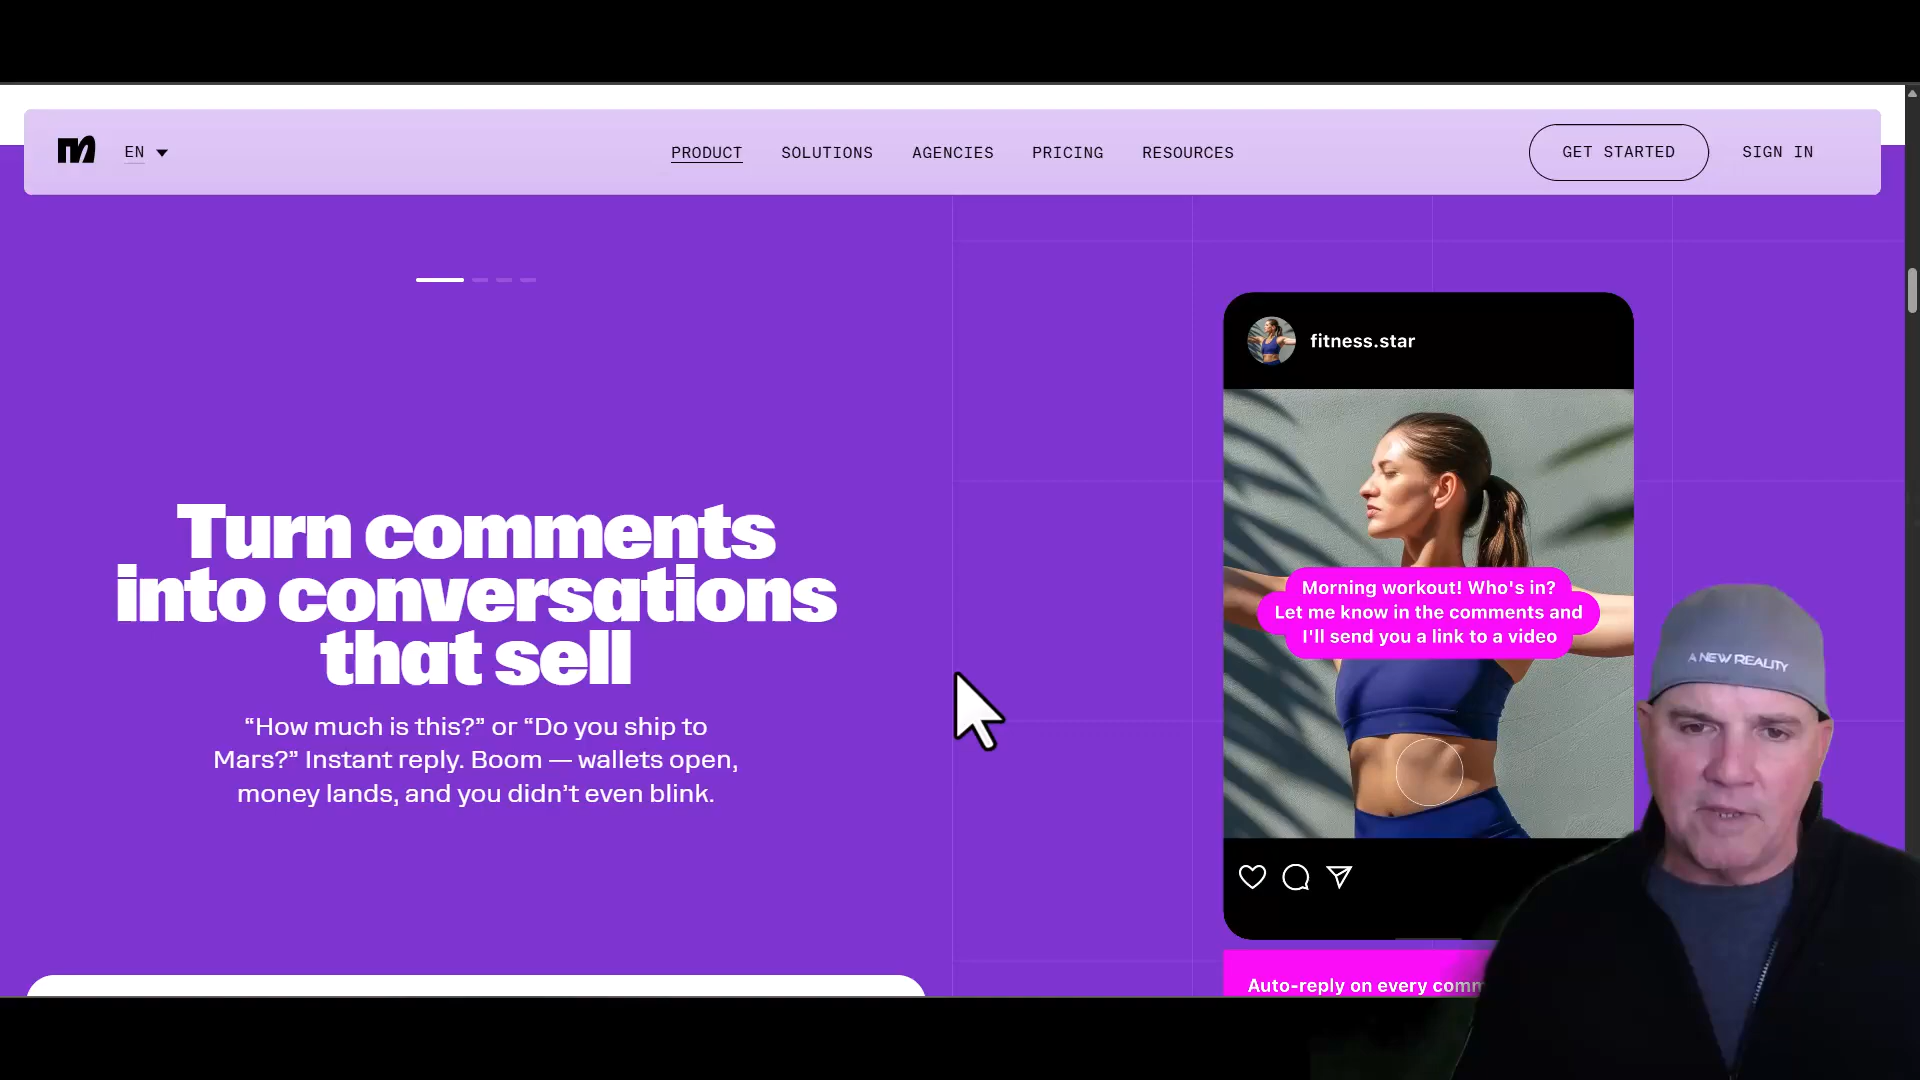 EN
PRODUCT
SOLUTIONS
AGENCIES
PRICING
RESOURCES
GET STARTED
SIGN IN
Turn comments
into conversations
that sell
“How much is this?” or “Do you ship to
Mars?” Instant reply. Boom — wallets open,
money lands, and you didn’t even blink.
fitness.star
Morning workout! Who's in?
Let me know in the comments and
I'll send you a link to a video
Auto-reply on every comm
A NEW REALITY